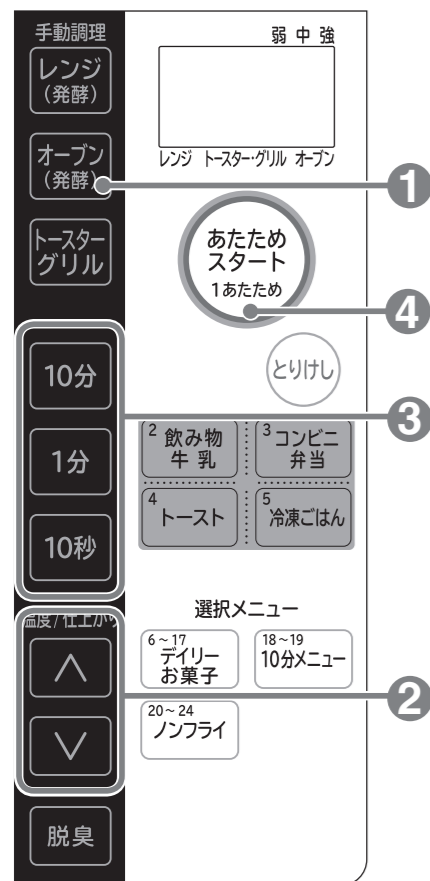 手動調理
レンジ
(発酵)
オーブン
(発酵)
トースター
グリル
10分
1分
10秒
温度/仕上がり
脱臭
弱 中 強
レンジ トースター・グリル オーブン
あたため
スタート
1あたため
とりけし
2 飲み物
牛乳
3 コンビニ
弁当
4
トースト
5
冷凍ごはん
選択メニュー
6~17
デイリー
お菓子
18~19
10分メニュー
20~24
ノンフライ
1
4
3
2